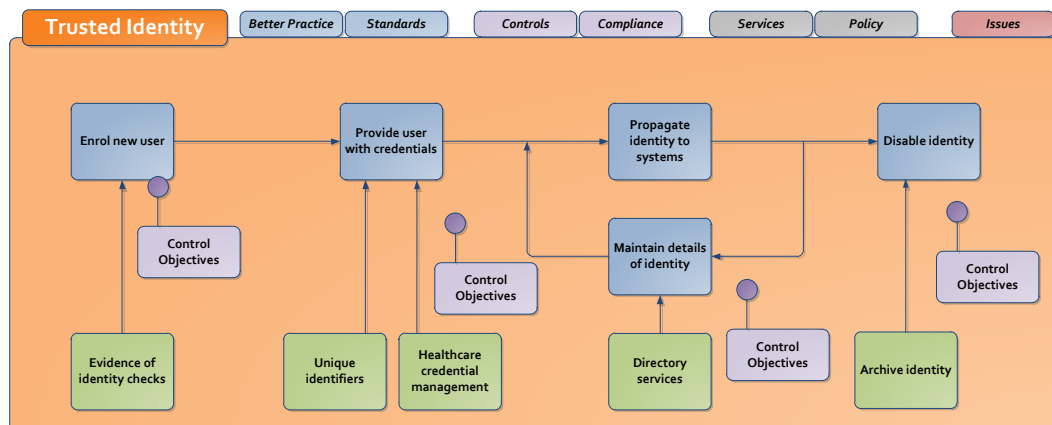 Trusted Identity
Better Practice
Standards
Controls
Compliance
Services
Policy
Issues
Enrol new user
Provide user
with credentials
Propagate
identity to
systems
Disable identity
Control
Objectives
Control
Objectives
Maintain details
of identity
Control
Objectives
Control
Objectives
Evidence of
identity checks
Unique
identifiers
Healthcare
credential
management
Directory
services
Archive identity